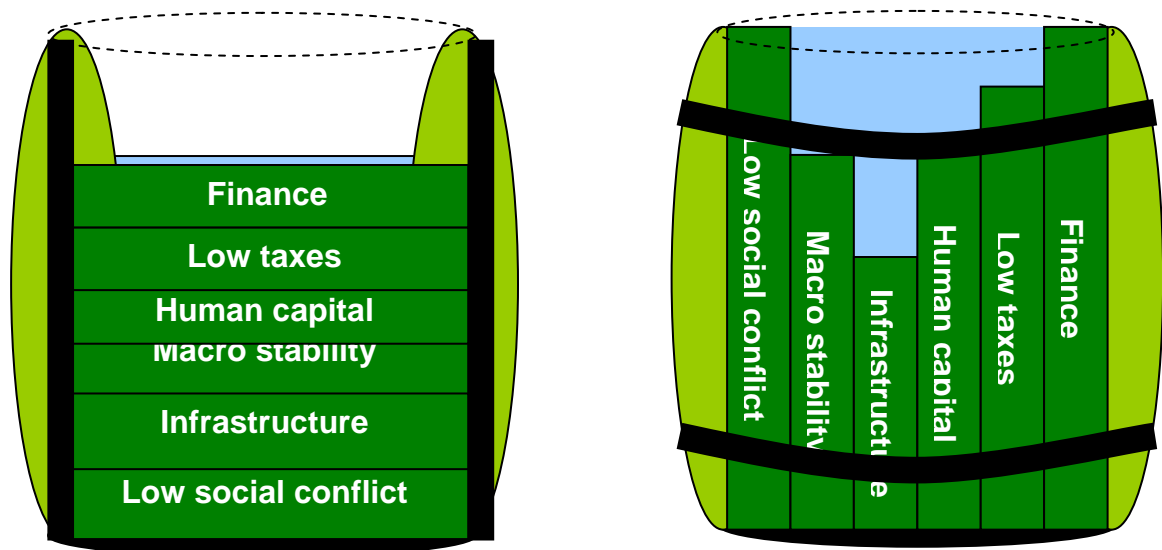 Finance
Low taxes
Human capital
Macro stability
Infrastructure
Low social conflict
Low social conflict
Macro stability
Infrastructure
Human capital
Low taxes
Finance